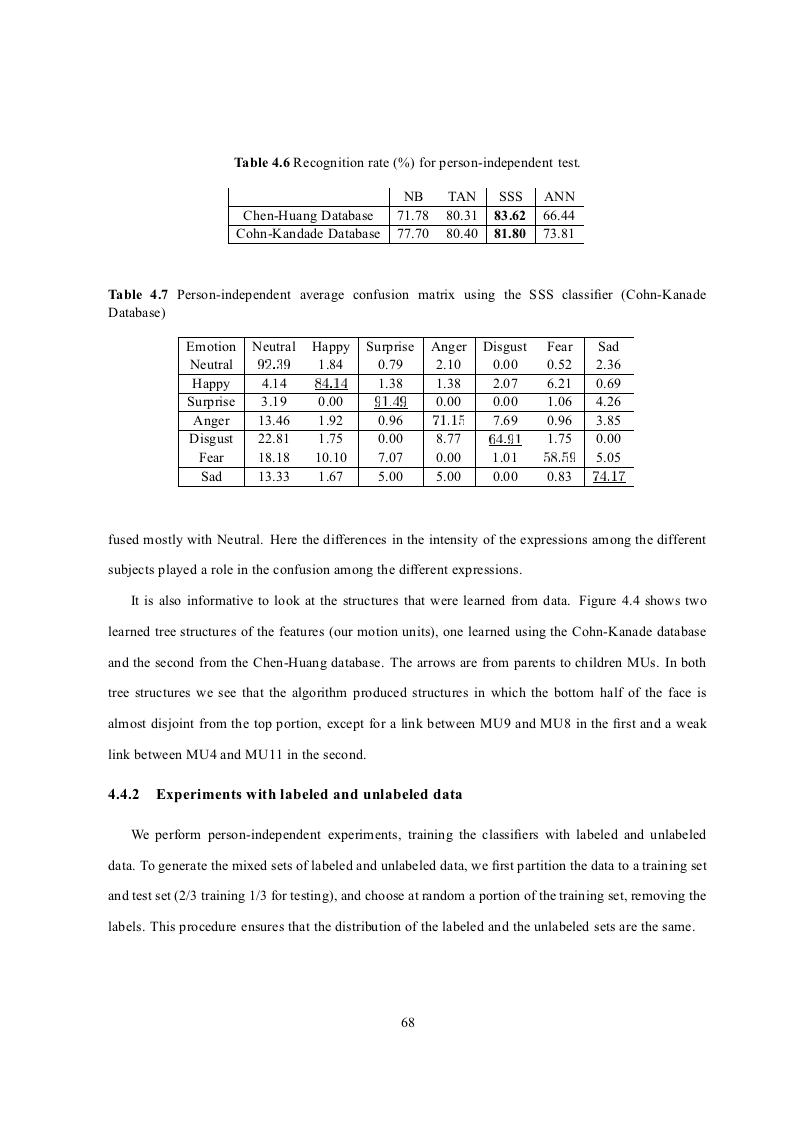 Table 4.6 Recognition rate (%) for person-independent test.
NB TAN SSS ANN
Chen-Huang Database 71.78 80.31 83.62 66.44
Cohn-Kandade Database 77.70 80.40 81.80 73.81
Table 4.7 Person-independent average confusion matrix using the SSS classifier (Cohn-Kanade
Database)
Emotion Neutral Happy Surprise Anger Disgust Fear Sad
Neutral 92.39 1.84 0.79 2.10 0.00 0.52 2.36
Happy 4.14 84.14 1.38 1.38 2.07 6.21 0.69
Surprise 3.19 0.00 91.49 0.00 0.00 1.06 4.26
Anger 13.46 1.92 0.96 71.15 7.69 0.96 3.85
Disgust 22.81 1.75 0.00 8.77 64.91 1.75 0.00
Fear 18.18 10.10 7.07 0.00 1.01 58.59 5.05
Sad 13.33 1.67 5.00 5.00 0.00 0.83 74.17
fused mostly with Neutral. Here the differences in the intensity of the expressions among the different
subjects played a role in the confusion among the different expressions.
It is also informative to look at the structures that were learned from data. Figure 4.4 shows two
learned tree structures of the features (our motion units), one learned using the Cohn-Kanade database
and the second from the Chen-Huang database. The arrows are from parents to children MUs. In both
tree structures we see that the algorithm produced structures in which the bottom half of the face is
almost disjoint from the top portion, except for a link between MU9 and MU8 in the first and a weak
link between MU4 and MU11 in the second.
4.4.2 Experiments with labeled and unlabeled data
We perform person-independent experiments, training the classifiers with labeled and unlabeled
data. To generate the mixed sets of labeled and unlabeled data, we first partition the data to a training set
and test set (2/3 training 1/3 for testing), and choose at random a portion of the training set, removing the
labels. This procedure ensures that the distribution of the labeled and the unlabeled sets are the same.
68